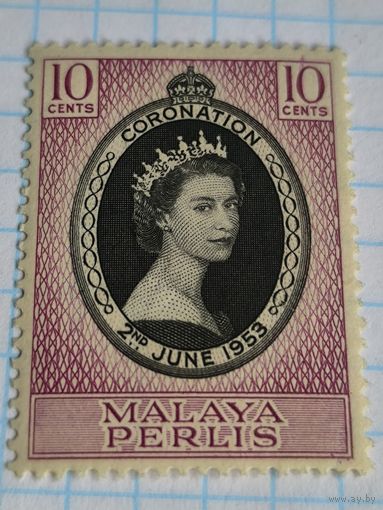 10 CENTS
10 CENTS
CORONATION
2ND JUNE 1953
MALAYA
PERLIS
www.ay.by